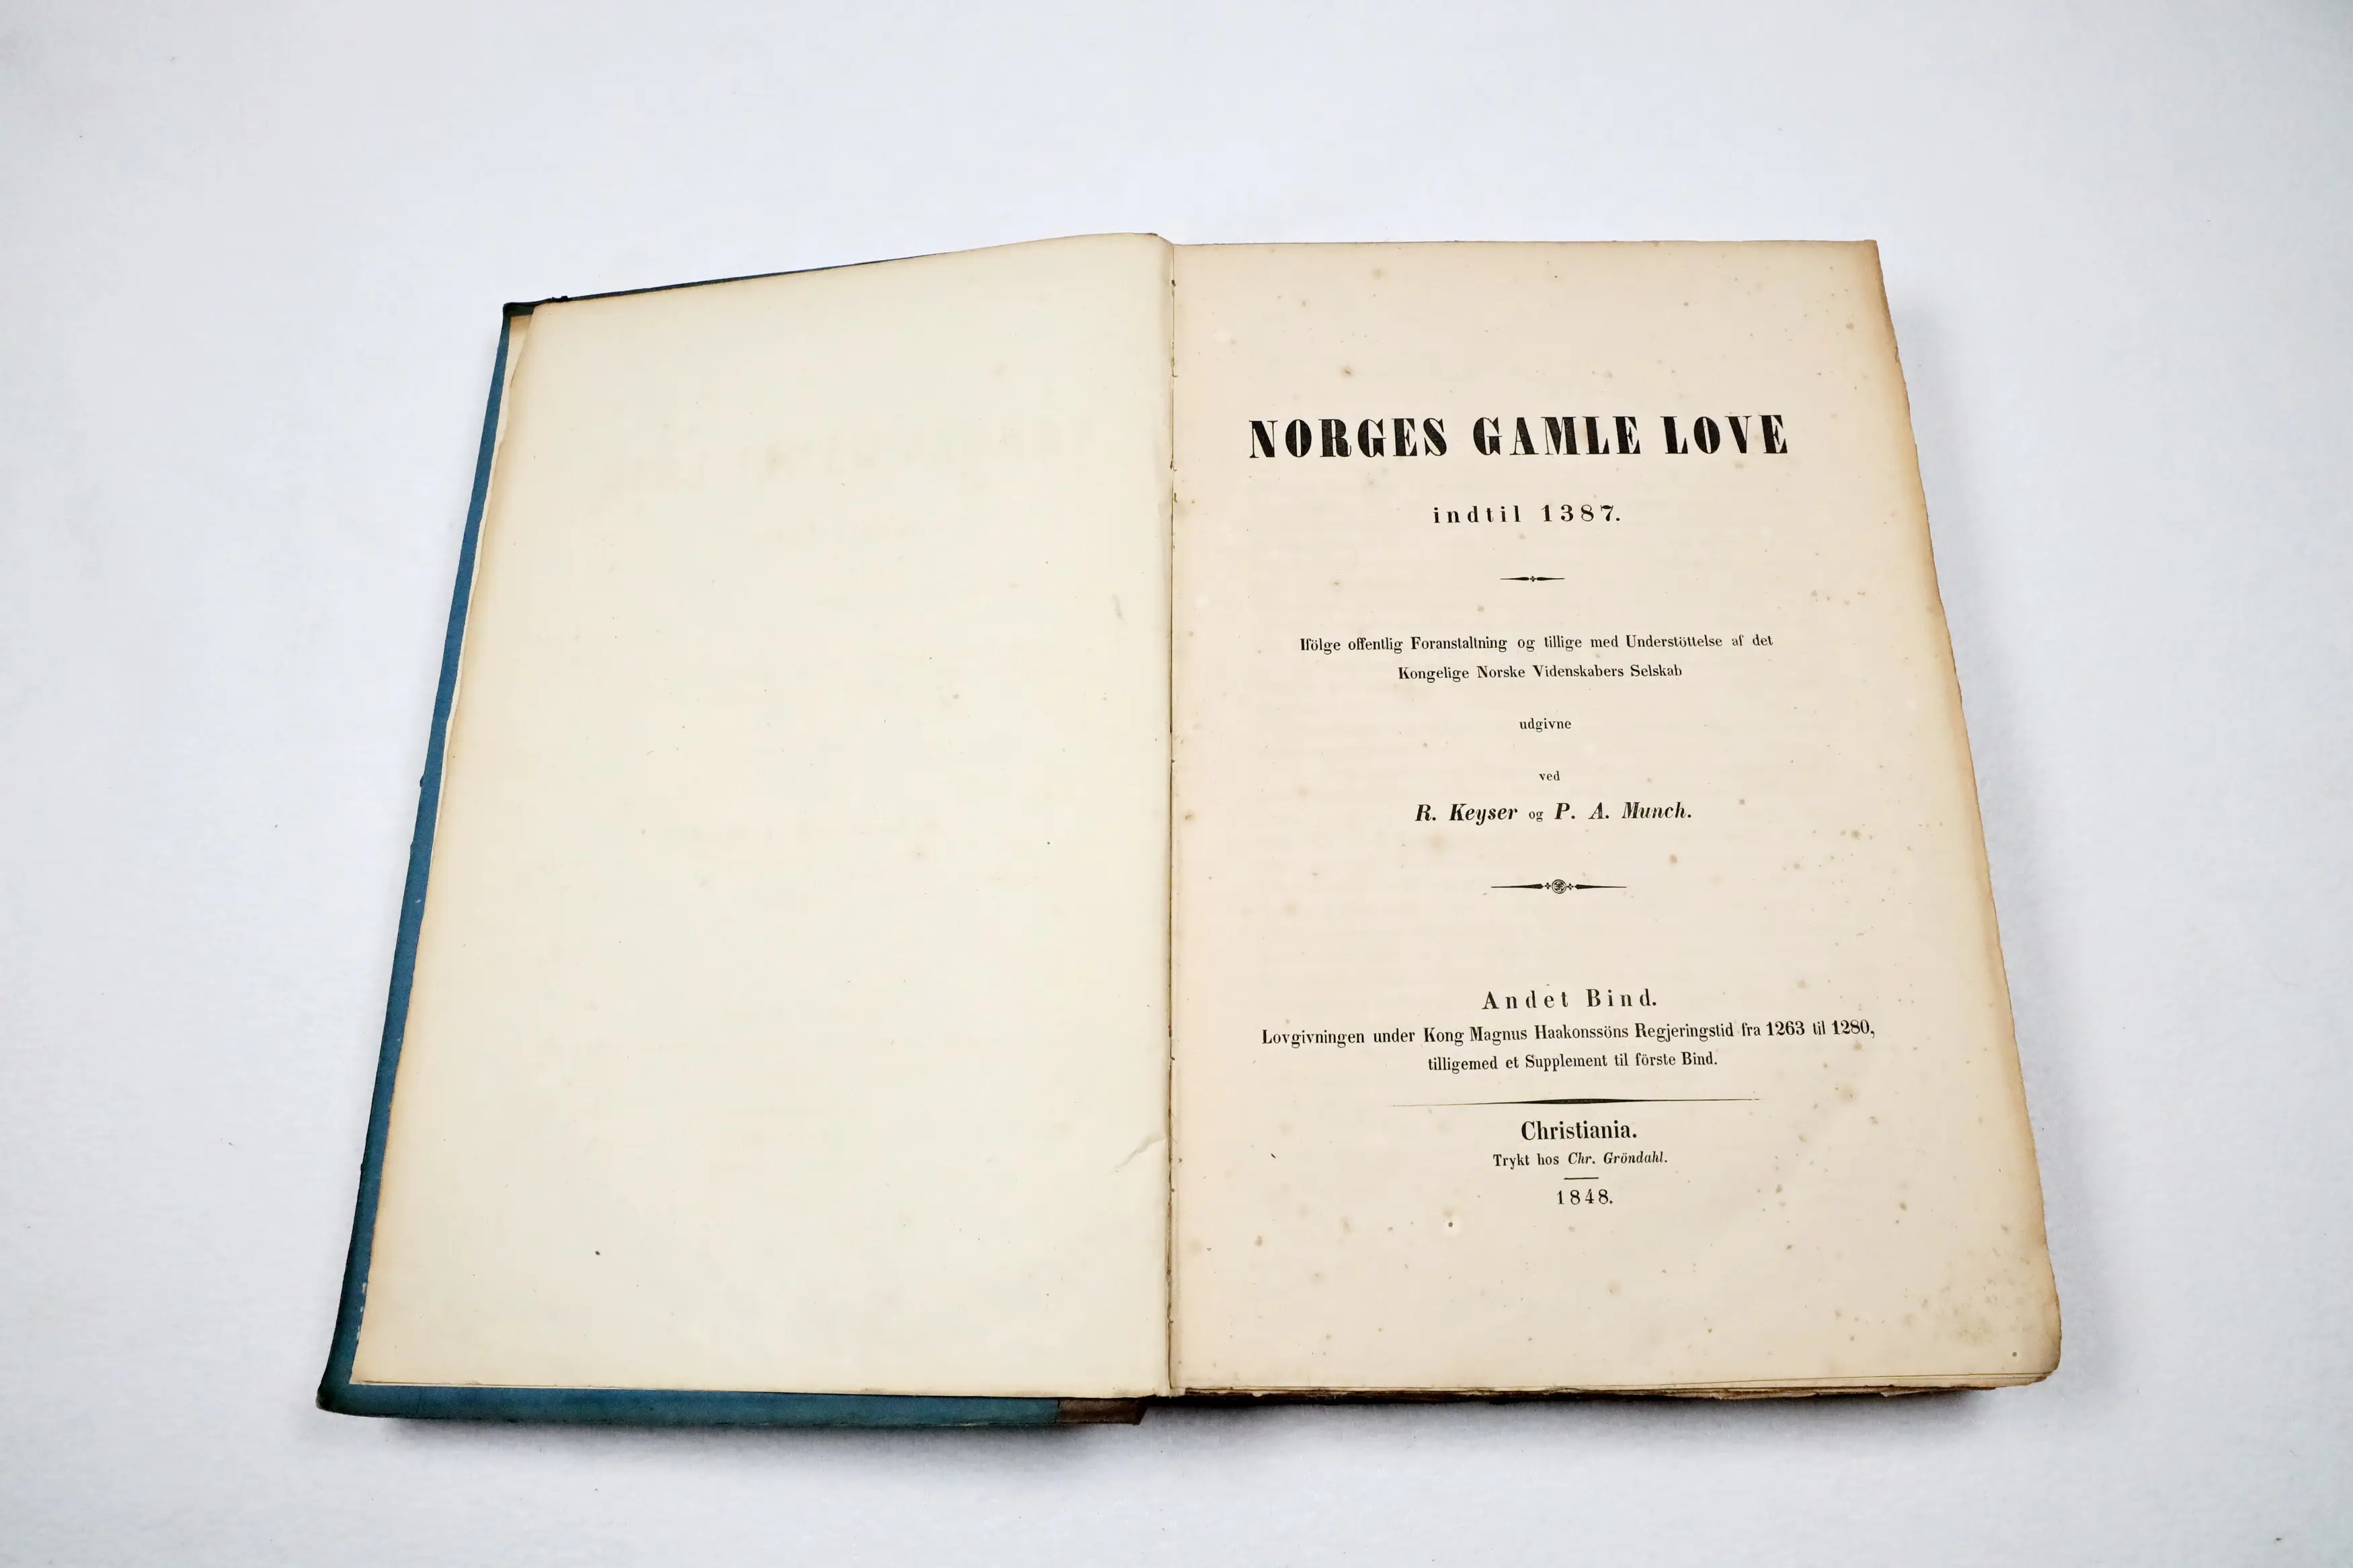 NORGES GAMLE LOVE
indtil 1387.
Ifölge offentlig Foranstaltning og tillige med Understöttelse af det
Kongelige Norske Videnskabers Selskab
udgivne
ved
R. Keyser og P. A. Munch.
Andet Bind.
Lovgivningen under Kong Magnus Haakonssöns Regjeringstid fra 1263 til 1280,
tilligemed et Supplement til förste Bind.
Christiania.
Trykt hos Chr. Gröndahl.
1848.